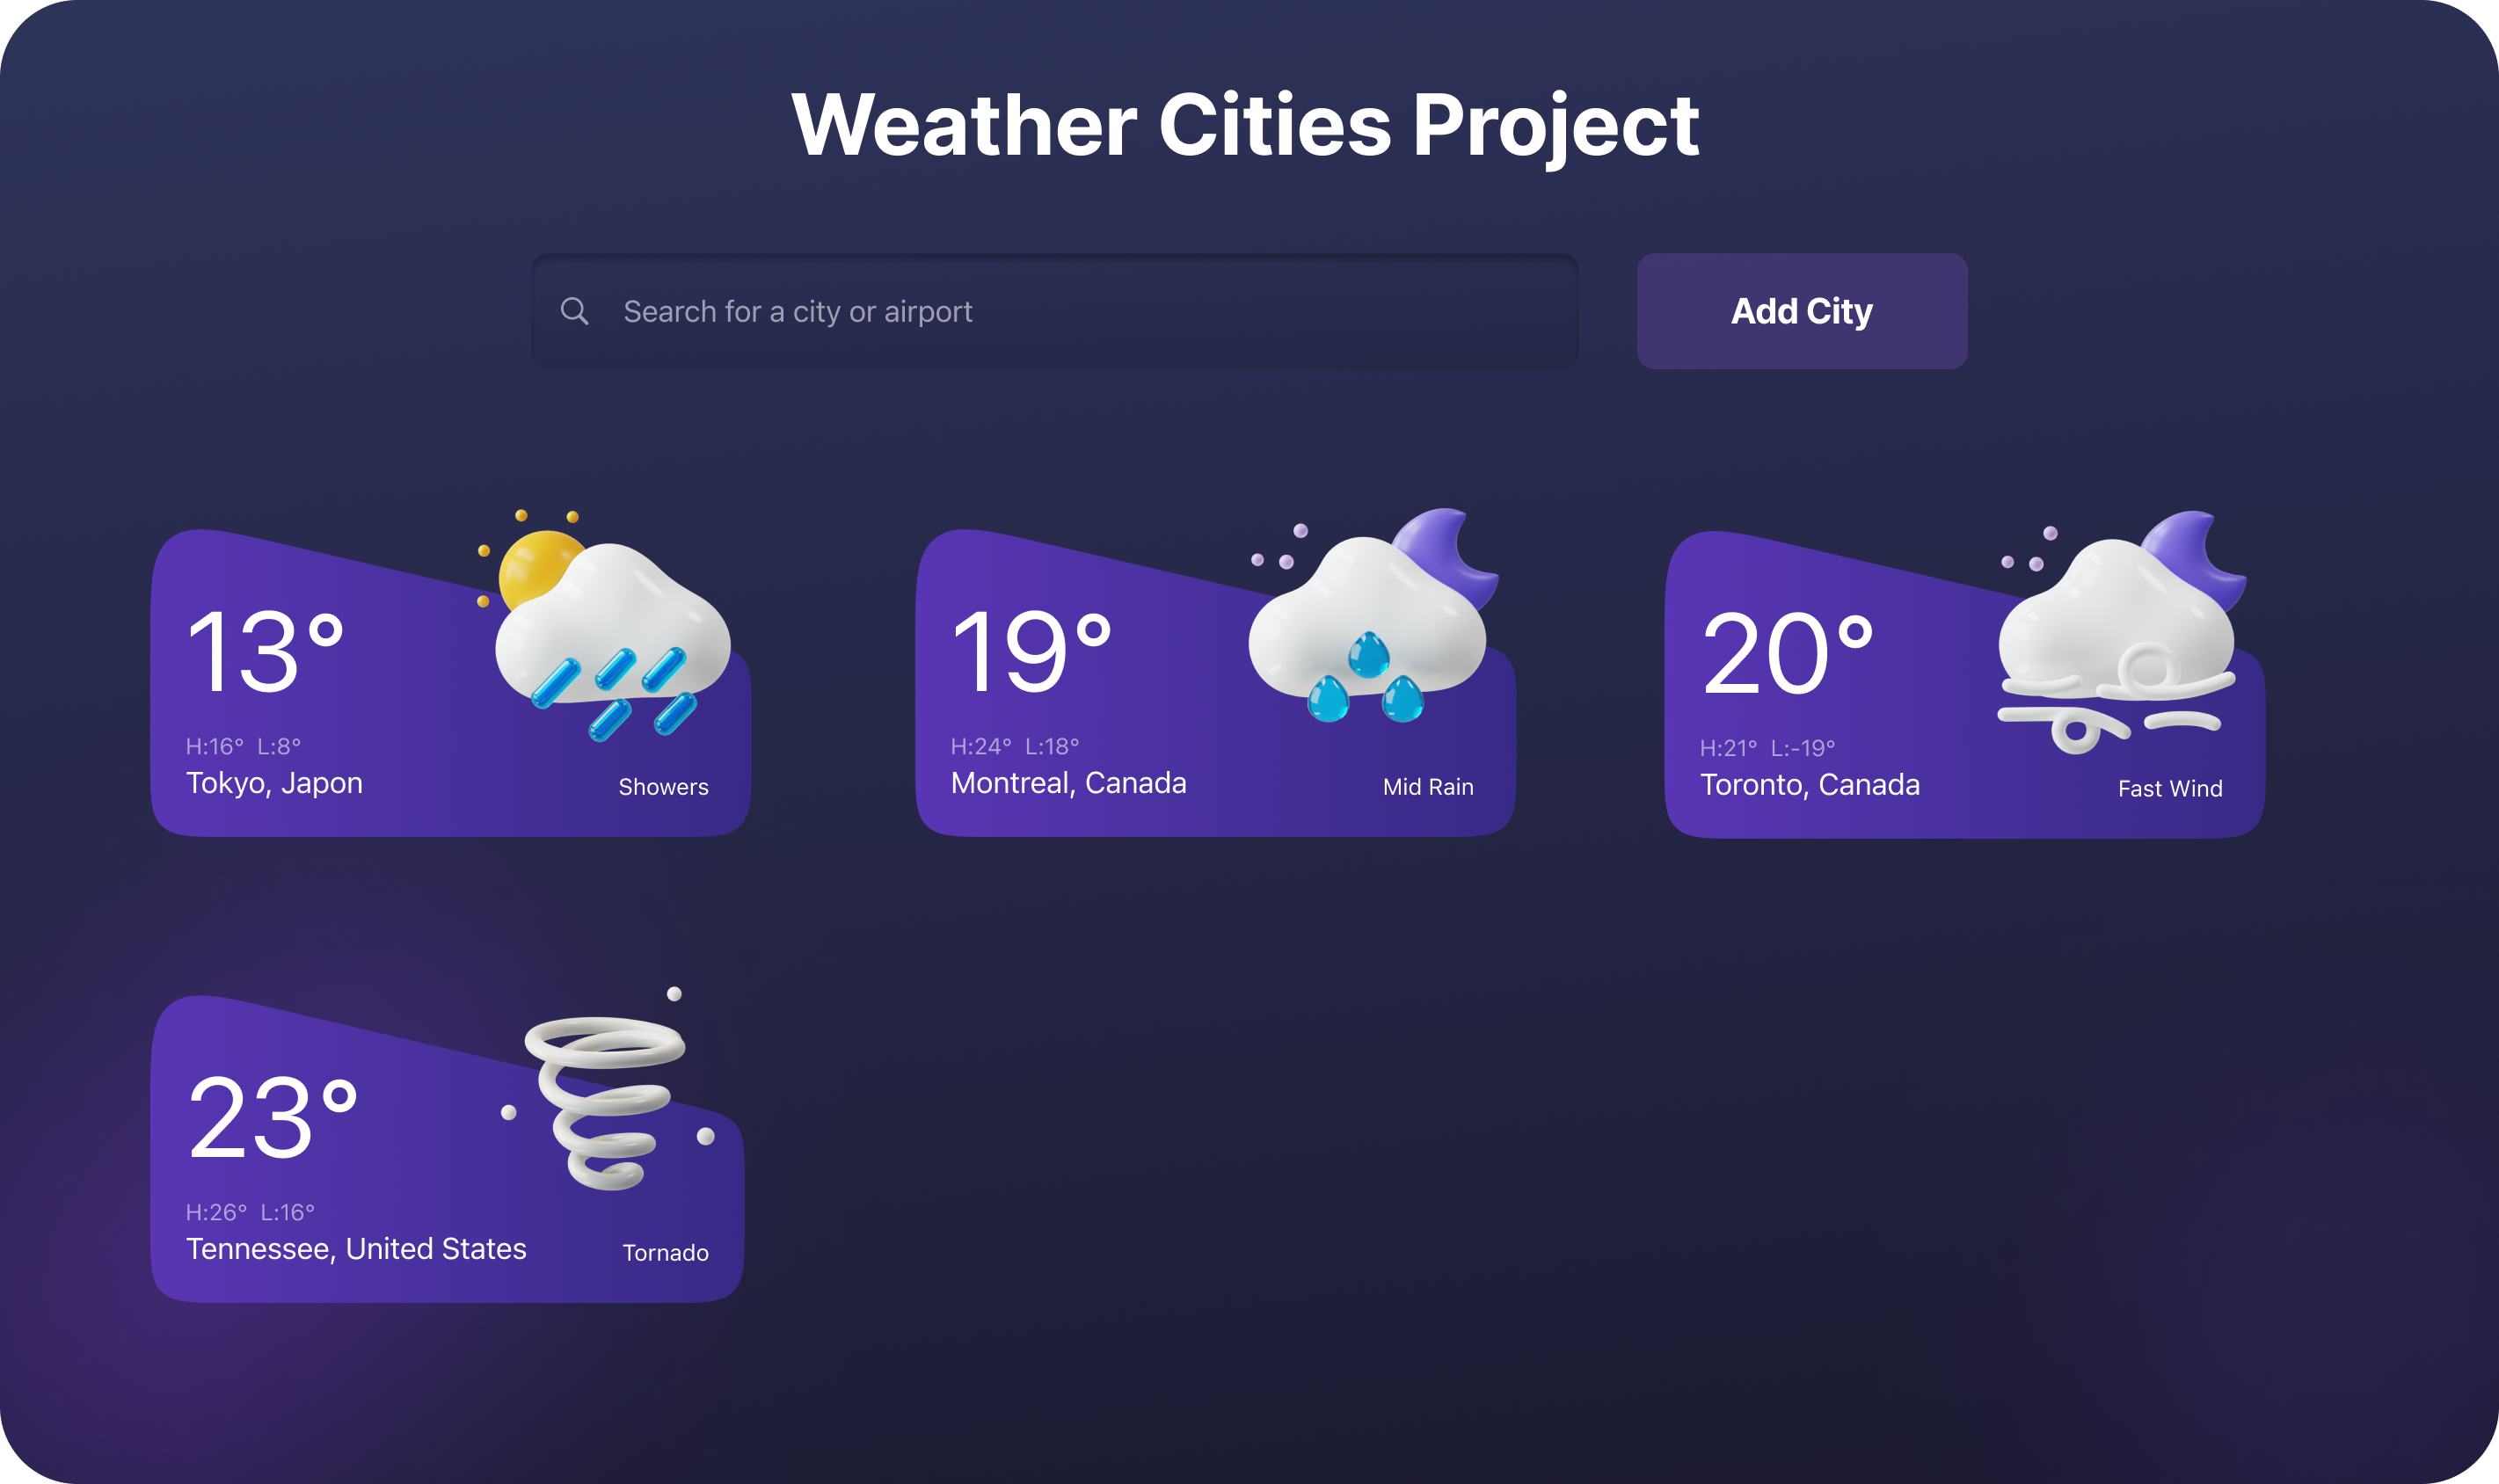 Weather Cities Project
Search for a city or airport
Add City
13°
H:16° L:8°
Tokyo, Japon
Showers
19°
H:24° L:18°
Montreal, Canada
Mid Rain
20°
H:21° L:-19°
Toronto, Canada
Fast Wind
23°
H:26° L:16°
Tennessee, United States
Tornado